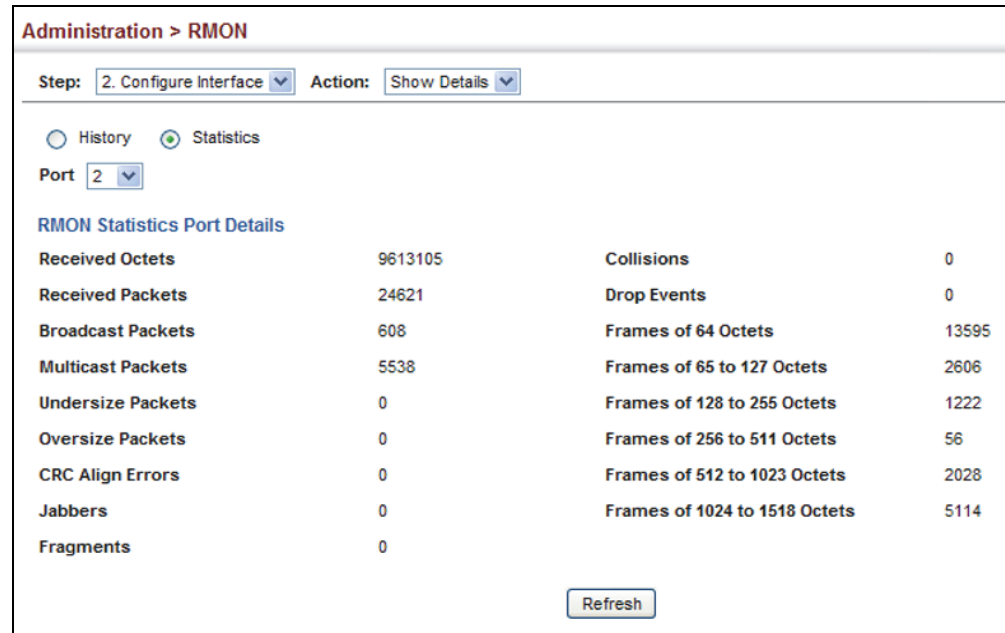 Administration > RMON
Step: 2. Configure Interface Action: Show Details
History Statistics
Port 2
RMON Statistics Port Details
Received Octets 9613105 Collisions 0
Received Packets 24621 Drop Events 0
Broadcast Packets 608 Frames of 64 Octets 13595
Multicast Packets 5538 Frames of 65 to 127 Octets 2606
Undersize Packets 0 Frames of 128 to 255 Octets 1222
Oversize Packets 0 Frames of 256 to 511 Octets 56
CRC Align Errors 0 Frames of 512 to 1023 Octets 2028
Jabbers 0 Frames of 1024 to 1518 Octets 5114
Fragments 0
Refresh